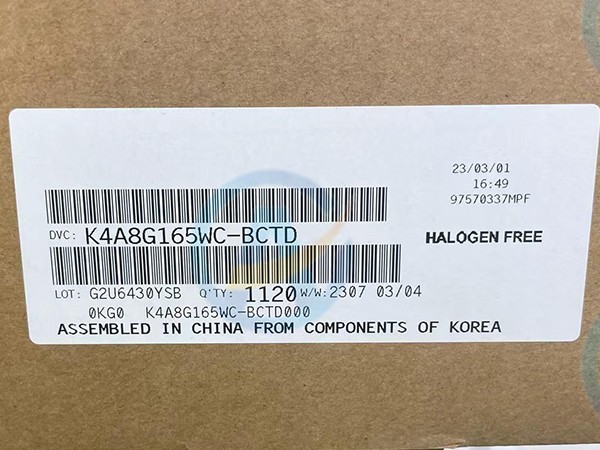 23/03/01
16:49
97570337MPF
DVC: K4A8G165WC-BCTD
HALOGEN FREE
LOT: G2U6430YSB Q'TY: 1120 W/W: 2307 03/04
0KG0 K4A8G165WC-BCTD000
ASSEMBLED IN CHINA FROM COMPONENTS OF KOREA